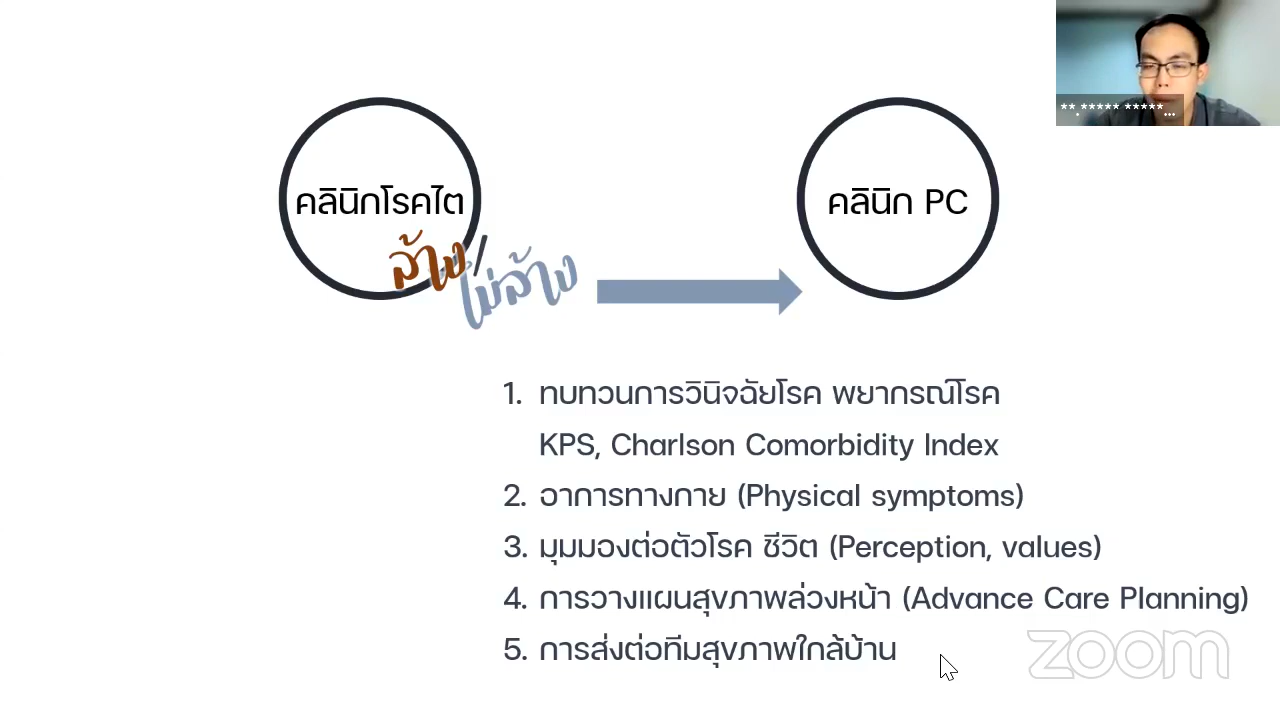 **.***** *****...
คลินิกโรคไต
คลินิก PC
ล้าง/
ไม่ล้าง
1. ทบทวนการวินิจฉัยโรค พยากรณ์โรค
KPS, Charlson Comorbidity Index
2. อาการทางกาย (Physical symptoms)
3. มุมมองต่อตัวโรค ชีวิต (Perception, values)
4. การวางแผนสุขภาพล่วงหน้า (Advance Care Planning)
5. การส่งต่อทีมสุขภาพใกล้บ้าน
zoom